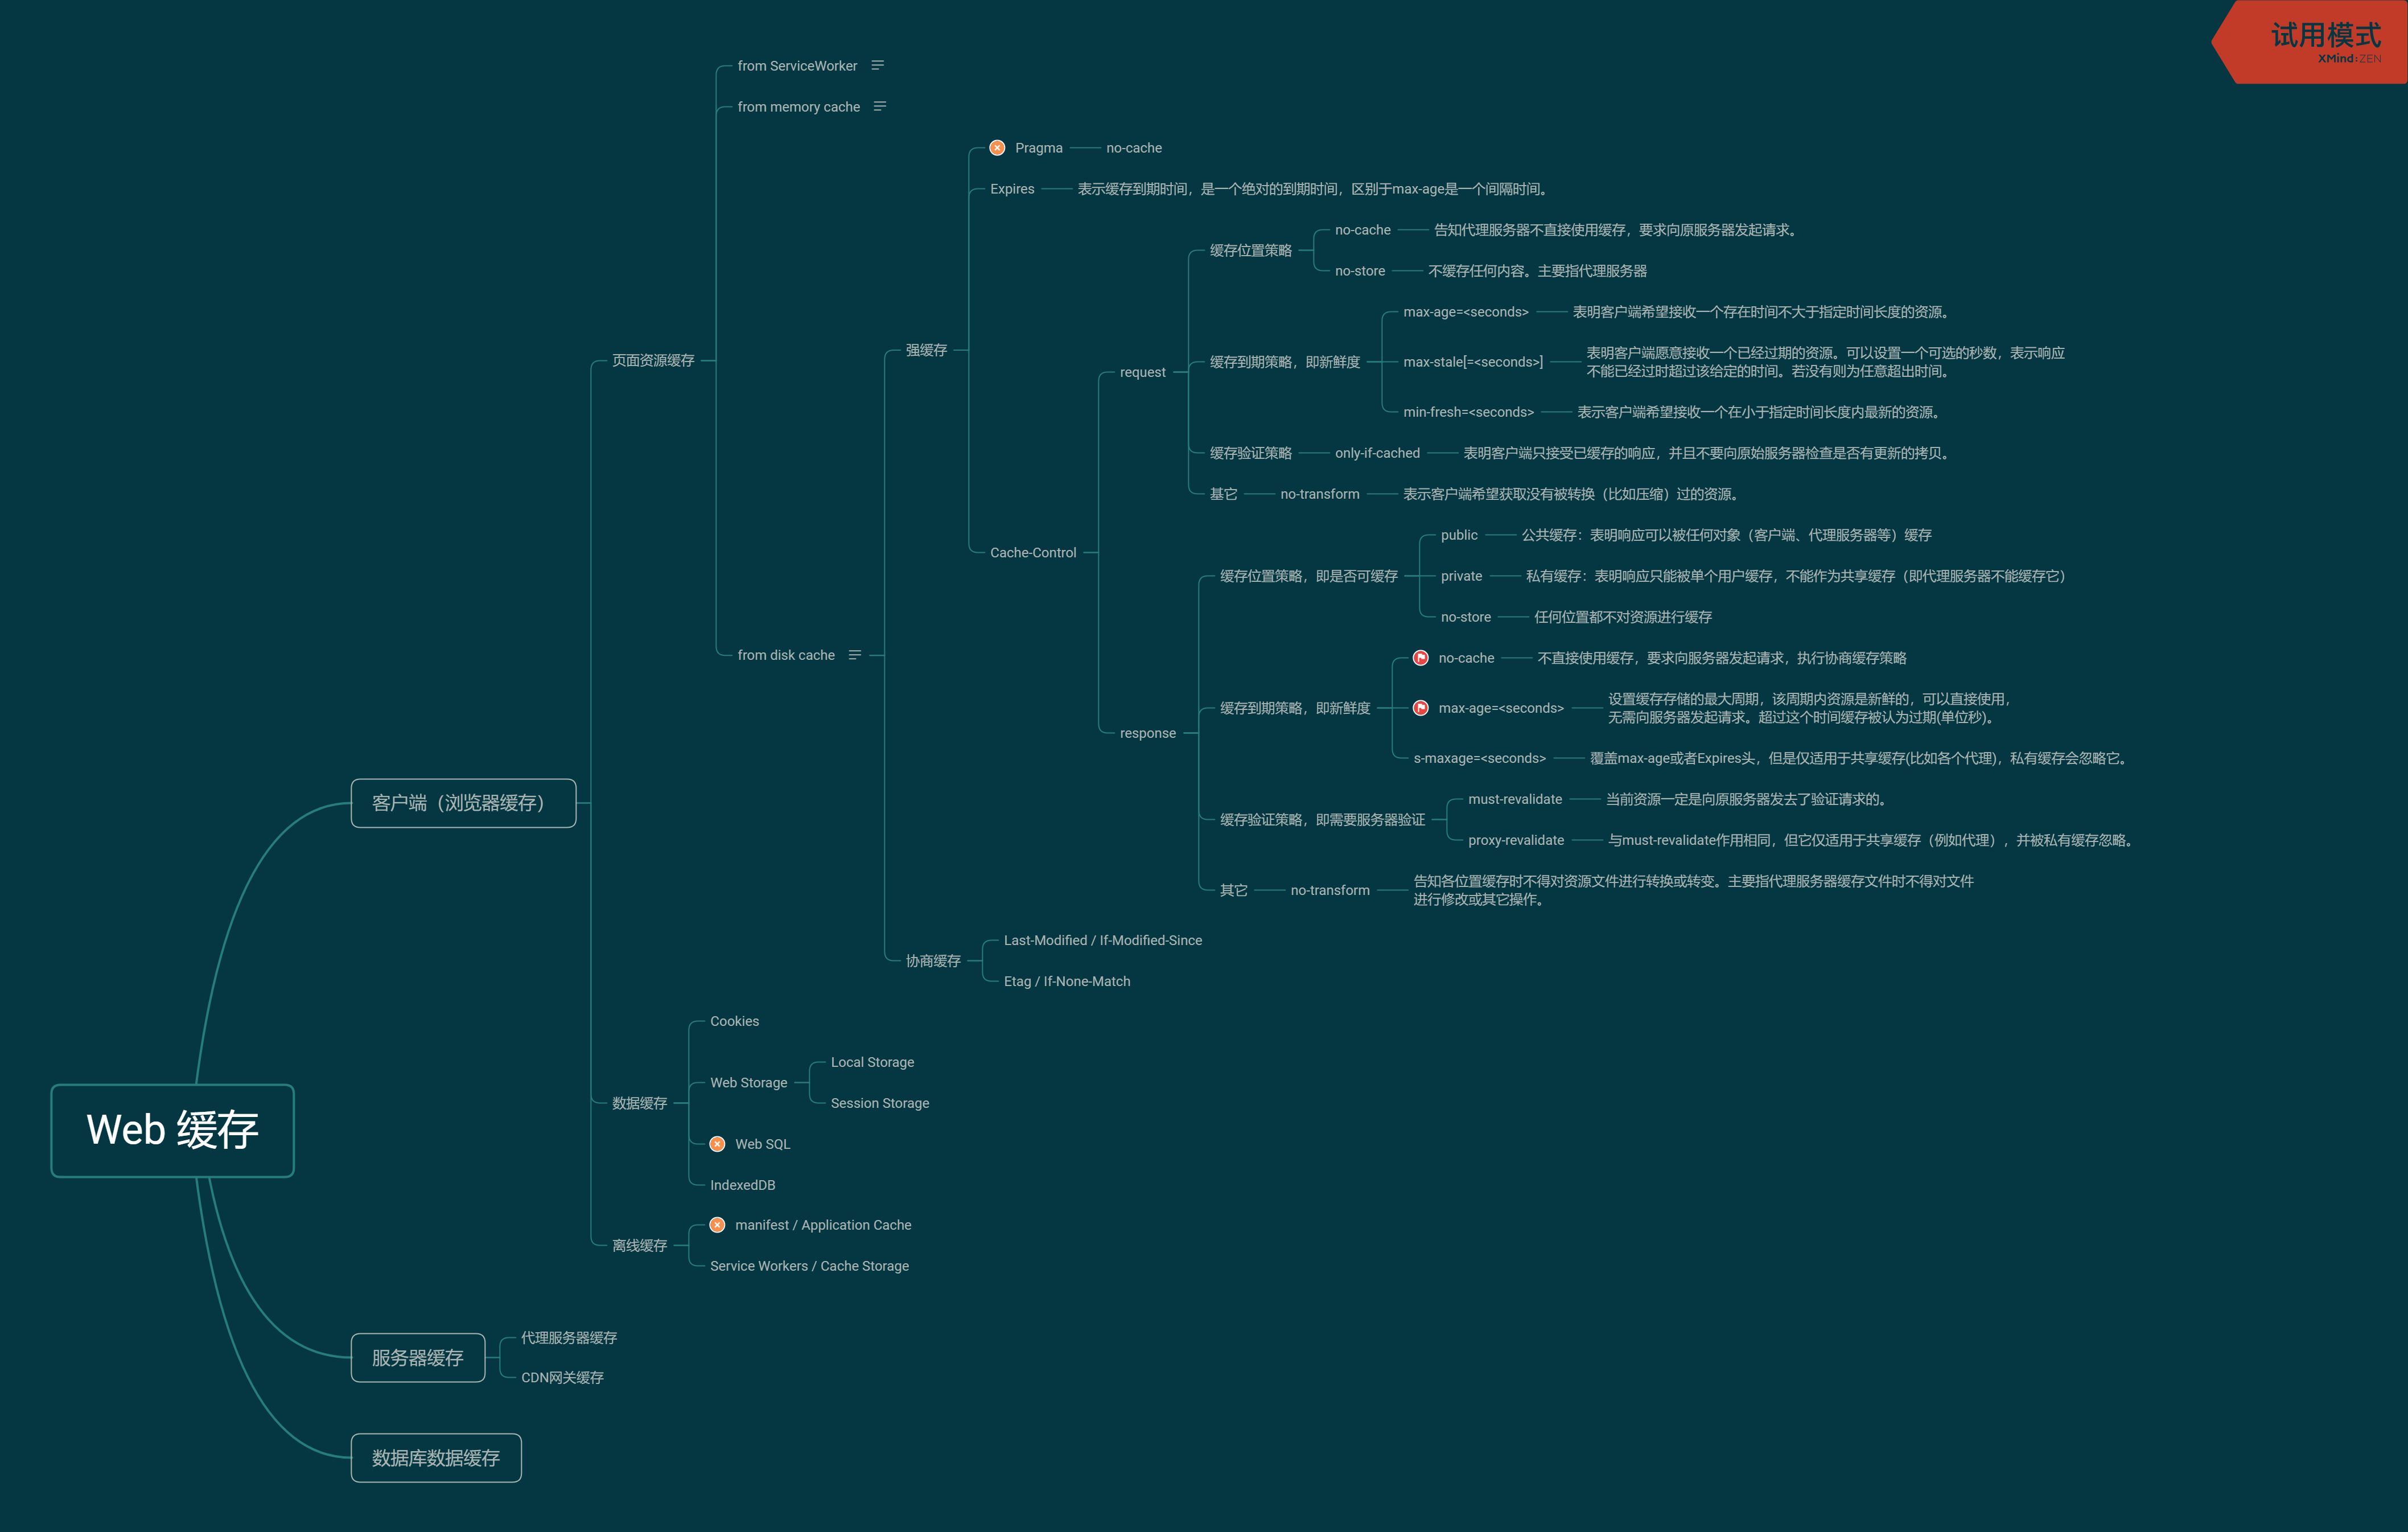 试用模式
XMind:ZEN
Web 缓存
客户端（浏览器缓存）
页面资源缓存
from ServiceWorker
from memory cache
from disk cache
强缓存
Pragma
no-cache
Expires
表示缓存到期时间，是一个绝对的到期时间，区别于max-age是一个间隔时间。
Cache-Control
request
缓存位置策略
no-cache
告知代理服务器不直接使用缓存，要求向原服务器发起请求。
no-store
不缓存任何内容。主要指代理服务器
缓存到期策略，即新鲜度
max-age=<seconds>
表明客户端希望接收一个存在时间不大于指定时间长度的资源。
max-stale[=<seconds>]
表明客户端愿意接收一个已经过期的资源。可以设置一个可选的秒数，表示响应
不能已经过时超过该给定的时间。若没有则为任意超出时间。
min-fresh=<seconds>
表示客户端希望接收一个在小于指定时间长度内最新的资源。
缓存验证策略
only-if-cached
表明客户端只接受已缓存的响应，并且不要向原始服务器检查是否有更新的拷贝。
基它
no-transform
表示客户端希望获取没有被转换（比如压缩）过的资源。
response
缓存位置策略，即是否可缓存
public
公共缓存：表明响应可以被任何对象（客户端、代理服务器等）缓存
private
私有缓存：表明响应只能被单个用户缓存，不能作为共享缓存（即代理服务器不能缓存它）
no-store
任何位置都不对资源进行缓存
缓存到期策略，即新鲜度
no-cache
不直接使用缓存，要求向服务器发起请求，执行协商缓存策略
max-age=<seconds>
设置缓存存储的最大周期，该周期内资源是新鲜的，可以直接使用，
无需向服务器发起请求。超过这个时间缓存被认为过期(单位秒)。
s-maxage=<seconds>
覆盖max-age或者Expires头，但是仅适用于共享缓存(比如各个代理)，私有缓存会忽略它。
缓存验证策略，即需要服务器验证
must-revalidate
当前资源一定是向原服务器发去了验证请求的。
proxy-revalidate
与must-revalidate作用相同，但它仅适用于共享缓存（例如代理），并被私有缓存忽略。
其它
no-transform
告知各位置缓存时不得对资源文件进行转换或转变。主要指代理服务器缓存文件时不得对文件
进行修改或其它操作。
协商缓存
Last-Modified / If-Modified-Since
Etag / If-None-Match
数据缓存
Cookies
Web Storage
Local Storage
Session Storage
Web SQL
IndexedDB
离线缓存
manifest / Application Cache
Service Workers / Cache Storage
服务器缓存
代理服务器缓存
CDN网关缓存
数据库数据缓存